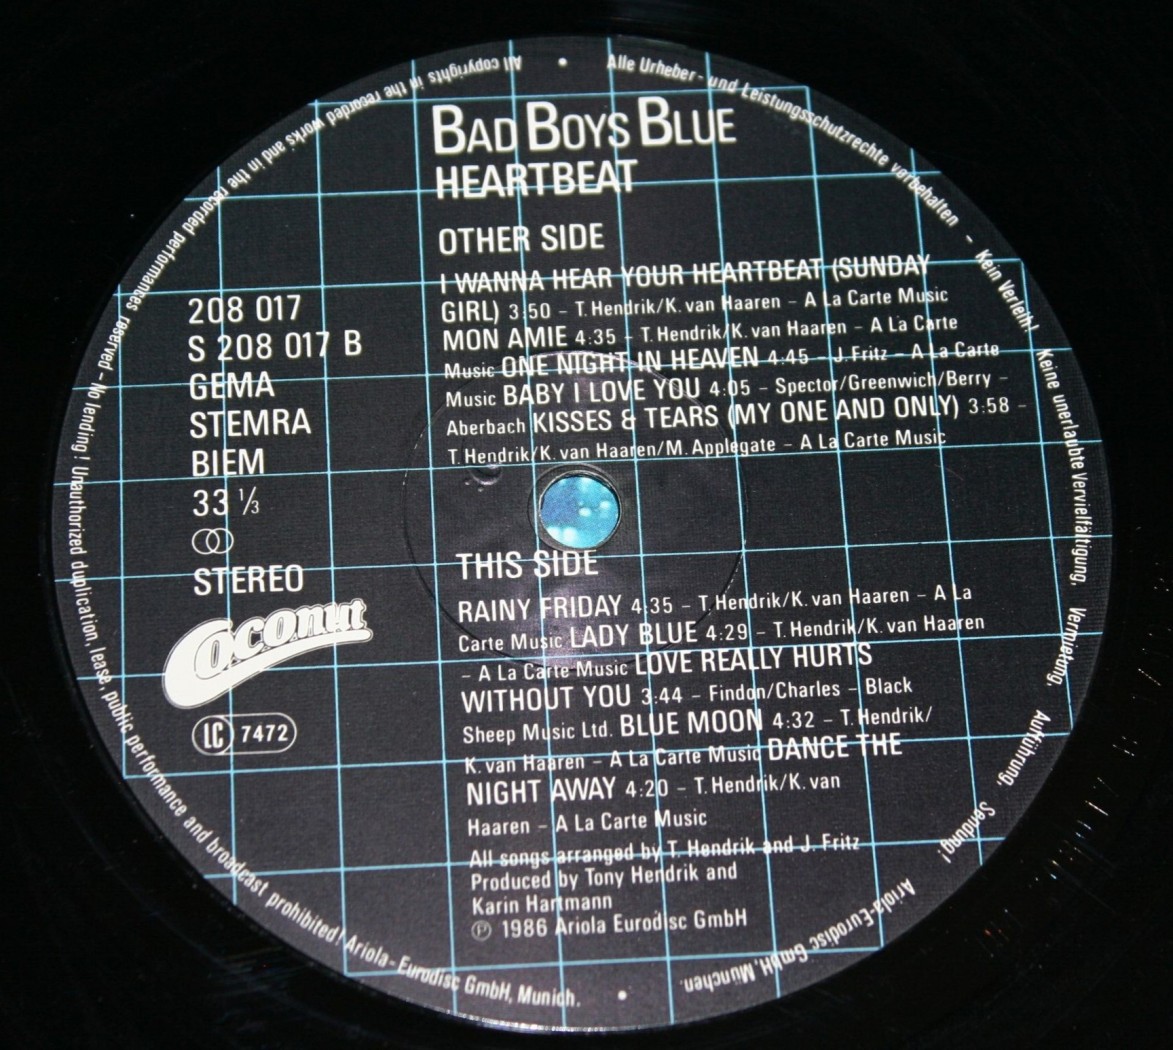 BAD BOYS BLUE
HEARTBEAT
OTHER SIDE
I WANNA HEAR YOUR HEARTBEAT (SUNDAY
GIRL) 3:50 – T. Hendrik/K. van Haaren – A La Carte Music
MON AMIE 4:35 – T. Hendrik/K. van Haaren – A La Carte
Music ONE NIGHT IN HEAVEN 4:45 – J. Fritz – A La Carte
Music BABY I LOVE YOU 4:05 – Spector/Greenwich/Berry –
Aberbach KISSES & TEARS (MY ONE AND ONLY) 3:58 –
T. Hendrik/K. van Haaren/M. Applegate – A La Carte Music
208 017
S 208 017 B
GEMA
STEMRA
BIEM
33 1/3
STEREO
Coconut
LC 7472
THIS SIDE
RAINY FRIDAY 4:35 – T. Hendrik/K. van Haaren – A La
Carte Music LADY BLUE 4:29 – T. Hendrik/K. van Haaren
– A La Carte Music LOVE REALLY HURTS
WITHOUT YOU 3:44 – Findon/Charles – Black
Sheep Music Ltd. BLUE MOON 4:32 – T. Hendrik/
K. van Haaren – A La Carte Music DANCE THE
NIGHT AWAY 4:20 – T. Hendrik/K. van
Haaren – A La Carte Music
All songs arranged by T. Hendrik and J. Fritz
Produced by Tony Hendrik and
Karin Hartmann
℗ 1986 Ariola Eurodisc GmbH
Alle Urheber- und Leistungsschutzrechte vorbehalten – Kein Verleih! Keine unerlaubte Vervielfältigung, Vermietung, Aufführung, Sendung! Ariola-Eurodisc GmbH, München.
All copyrights in the recorded works and in the recorded performances reserved – No lending! Unauthorized duplication, lease, public performance and broadcast prohibited! Ariola-Eurodisc GmbH, Munich.